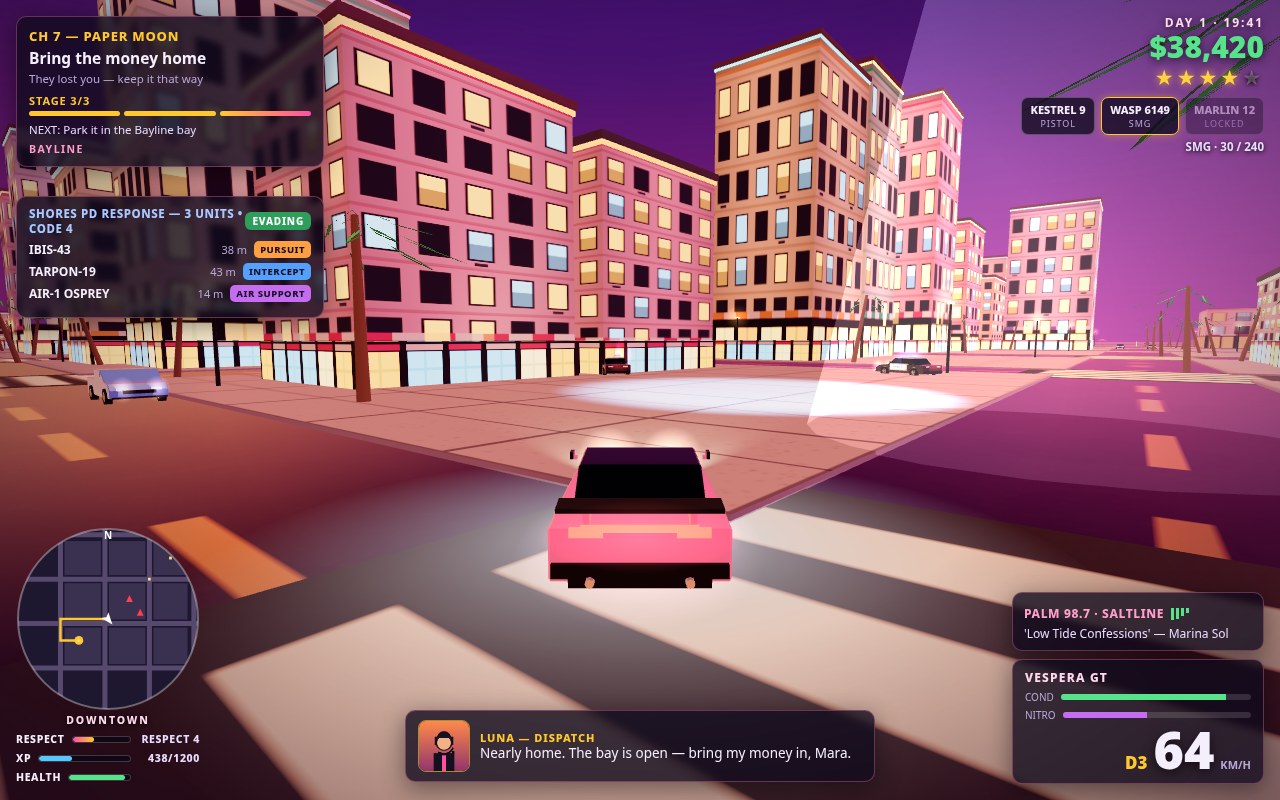 CH 7 — PAPER MOON
Bring the money home
They lost you — keep it that way
STAGE 3/3
NEXT: Park it in the Bayline bay
BAYLINE
SHORES PD RESPONSE — 3 UNITS •
CODE 4
EVADING
IBIS-43 38 m PURSUIT
TARPON-19 43 m INTERCEPT
AIR-1 OSPREY 14 m AIR SUPPORT
DAY 1 · 19:41
$38,420
KESTREL 9
PISTOL
WASP 6149
SMG
MARLIN 12
LOCKED
SMG · 30 / 240
N
DOWNTOWN
RESPECT RESPECT 4
XP 438/1200
HEALTH
LUNA — DISPATCH
Nearly home. The bay is open — bring my money in, Mara.
PALM 98.7 · SALTLINE
'Low Tide Confessions' — Marina Sol
VESPERA GT
COND
NITRO
D3 64 KM/H